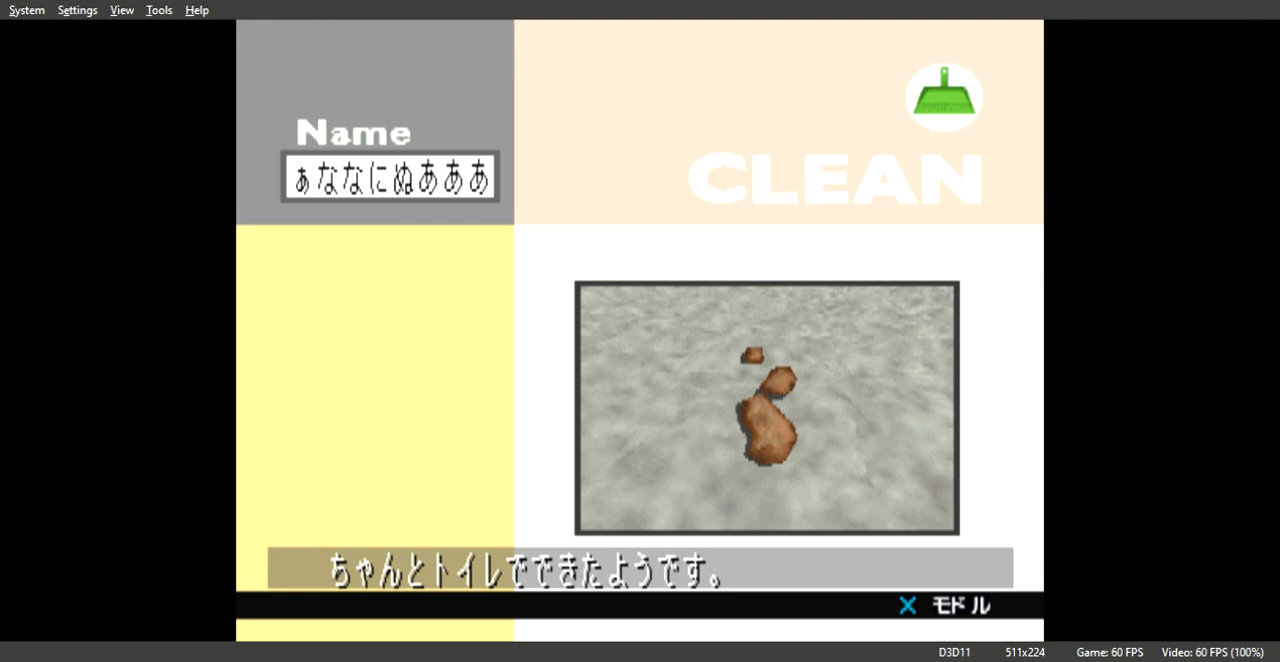 System Settings View Tools Help
Name
ぁななにぬあああ
CLEAN
ちゃんとトイレでできたようです。
X モドル
D3D11 511x224 Game: 60 FPS Video: 60 FPS (100%)